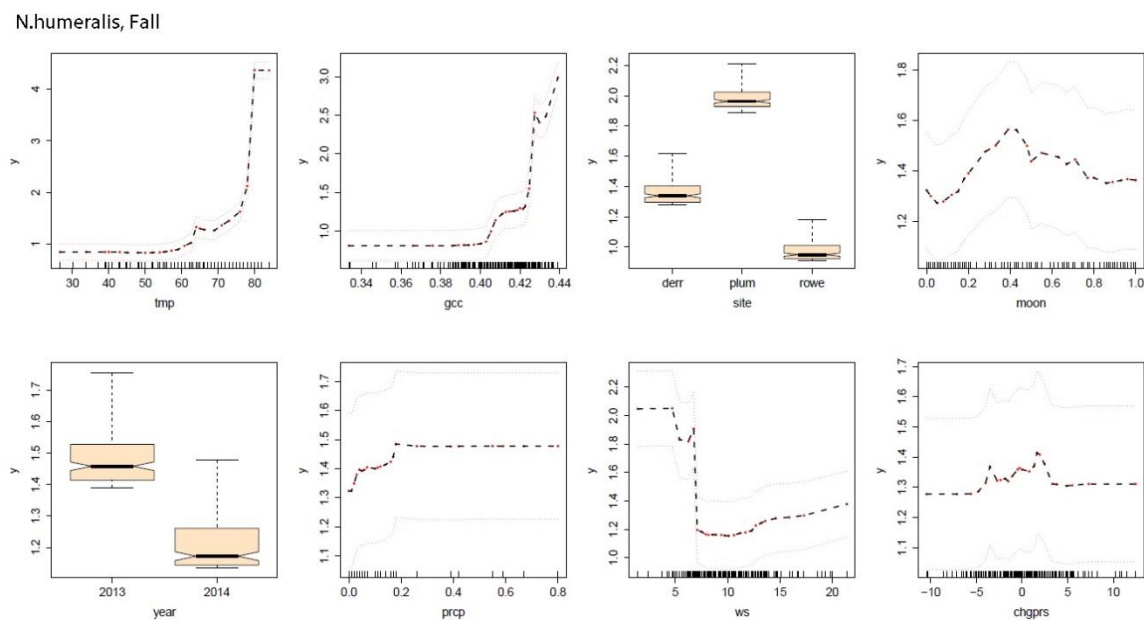 N.humeralis, Fall
y
1 2 3 4
30 40 50 60 70 80
tmp
y
1.0 1.5 2.0 2.5 3.0
0.34 0.36 0.38 0.40 0.42 0.44
gcc
y
1.0 1.2 1.4 1.6 1.8 2.0 2.2
derr plum rowe
site
y
1.2 1.4 1.6 1.8
0.0 0.2 0.4 0.6 0.8 1.0
moon
y
1.2 1.3 1.4 1.5 1.6 1.7
2013 2014
year
y
1.1 1.2 1.3 1.4 1.5 1.6 1.7
0.0 0.2 0.4 0.6 0.8
prcp
y
1.0 1.2 1.4 1.6 1.8 2.0 2.2
5 10 15 20
ws
y
1.1 1.2 1.3 1.4 1.5 1.6 1.7
-10 -5 0 5 10
chgprs